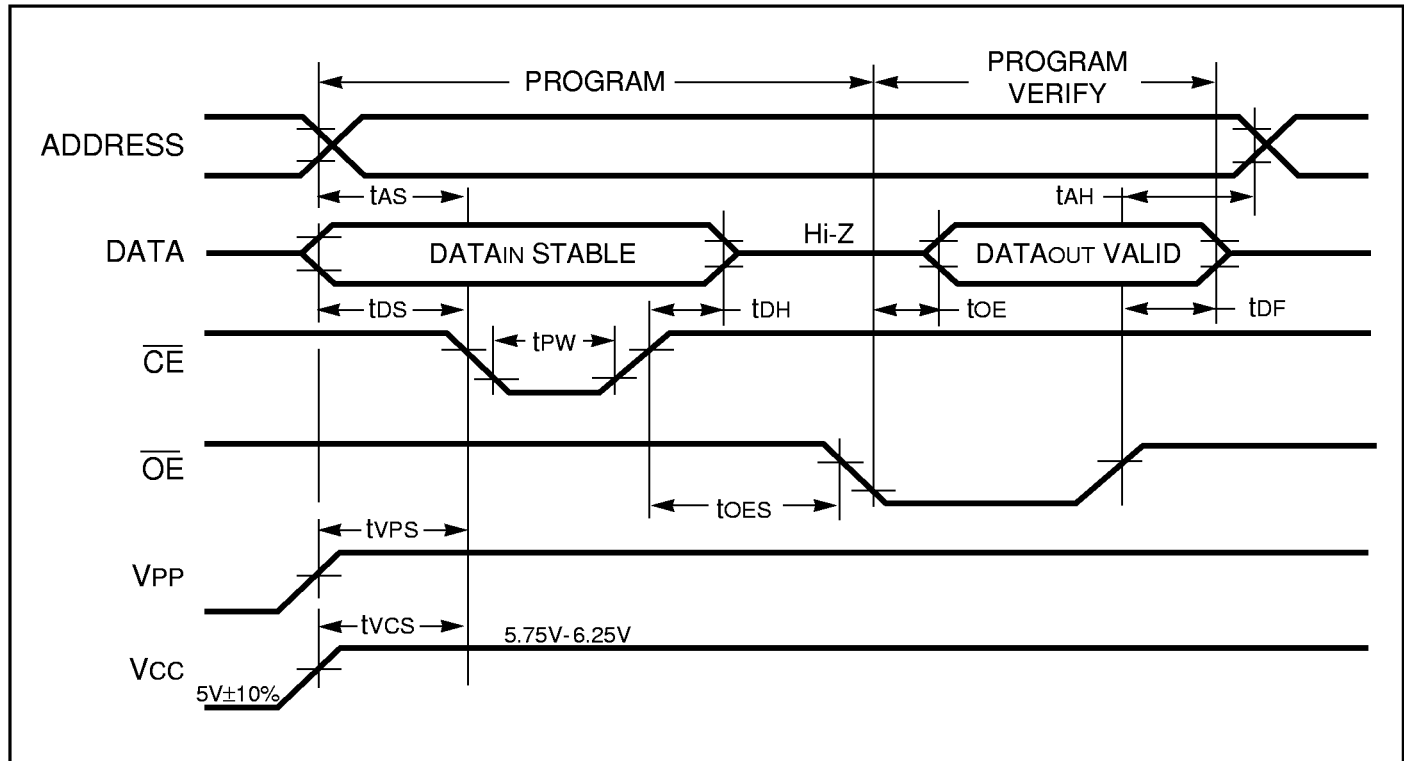 PROGRAM
PROGRAM
VERIFY
ADDRESS
tAS
tAH
DATA
DATAIN STABLE
Hi-Z
DATAOUT VALID
tDS
tDH
tOE
tDF
CE
tPW
OE
tOES
tVPS
VPP
tVCS
5.75V-6.25V
VCC
5V±10%